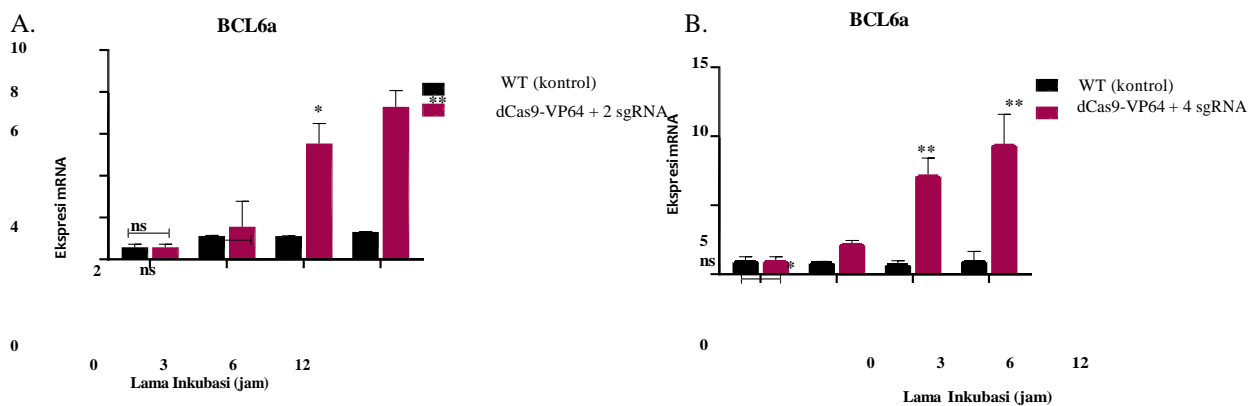 A.
BCL6a
10
8
6
4
2
0
Ekspresi mRNA
ns
ns
*
**
WT (kontrol)
dCas9-VP64 + 2 sgRNA
0 3 6 12
Lama Inkubasi (jam)
B.
BCL6a
15
10
5
0
Ekspresi mRNA
ns
*
**
**
WT (kontrol)
dCas9-VP64 + 4 sgRNA
0 3 6 12
Lama Inkubasi (jam)